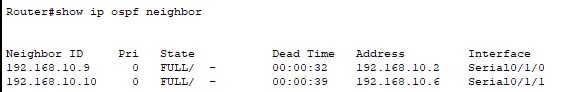 Router#show ip ospf neighbor
Neighbor ID     Pri   State           Dead Time   Address         Interface
192.168.10.9      0   FULL/  -        00:00:32    192.168.10.2    Serial0/1/0
192.168.10.10     0   FULL/  -        00:00:39    192.168.10.6    Serial0/1/1